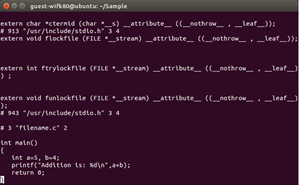 guest-wifk80@ubuntu: ~/Sample
extern char *ctermid (char *__s) __attribute__ ((__nothrow__ , __leaf__));
# 913 "/usr/include/stdio.h" 3 4
extern void flockfile (FILE *__stream) __attribute__ ((__nothrow__ , __leaf__));
extern int ftrylockfile (FILE *__stream) __attribute__ ((__nothrow__ , __leaf__)
) ;
extern void funlockfile (FILE *__stream) __attribute__ ((__nothrow__ , __leaf__)
);
# 943 "/usr/include/stdio.h" 3 4
# 3 "filename.c" 2
int main()
{
int a=5, b=4;
printf("Addition is: %d\n",a+b);
return 0;
}